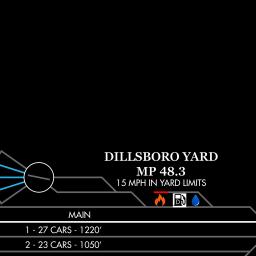 DILLSBORO YARD
MP 48.3
15 MPH IN YARD LIMITS
MAIN
1 - 27 CARS - 1220'
2 - 23 CARS - 1050'